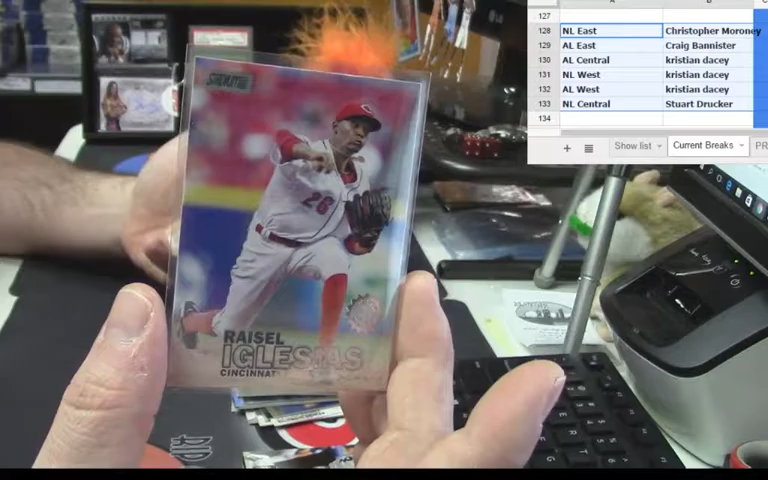 127
128 NL East Christopher Moroney
129 AL East Craig Bannister
130 AL Central kristian dacey
131 NL West kristian dacey
132 AL West kristian dacey
133 NL Central Stuart Drucker
134
+ Show list Current Breaks PR
STADIUM
26
RAISEL
IGLESIAS
CINCINNATI